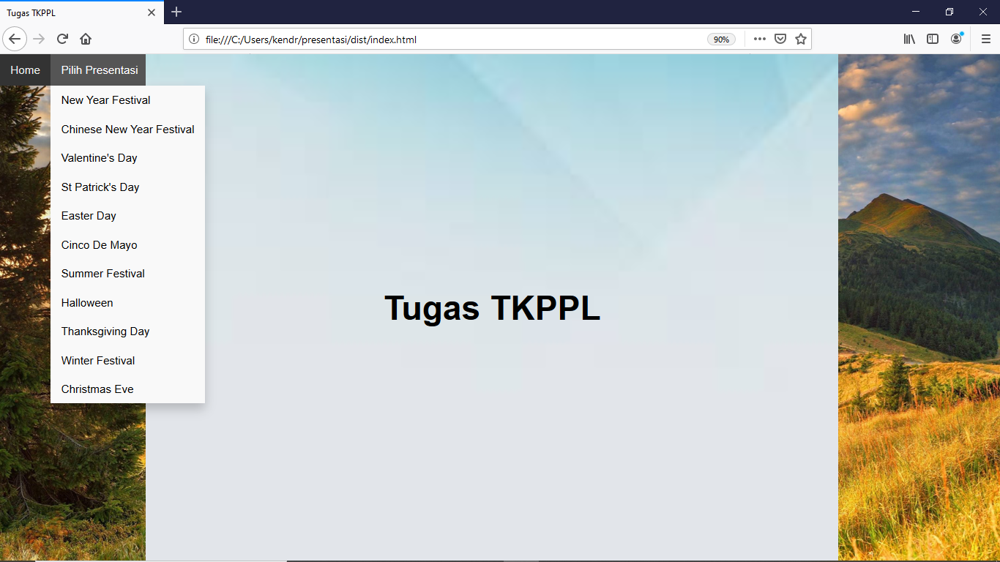 Tugas TKPPL
file:///C:/Users/kendr/presentasi/dist/index.html
90%
Home
Pilih Presentasi
New Year Festival
Chinese New Year Festival
Valentine's Day
St Patrick's Day
Easter Day
Cinco De Mayo
Summer Festival
Halloween
Thanksgiving Day
Winter Festival
Christmas Eve
Tugas TKPPL